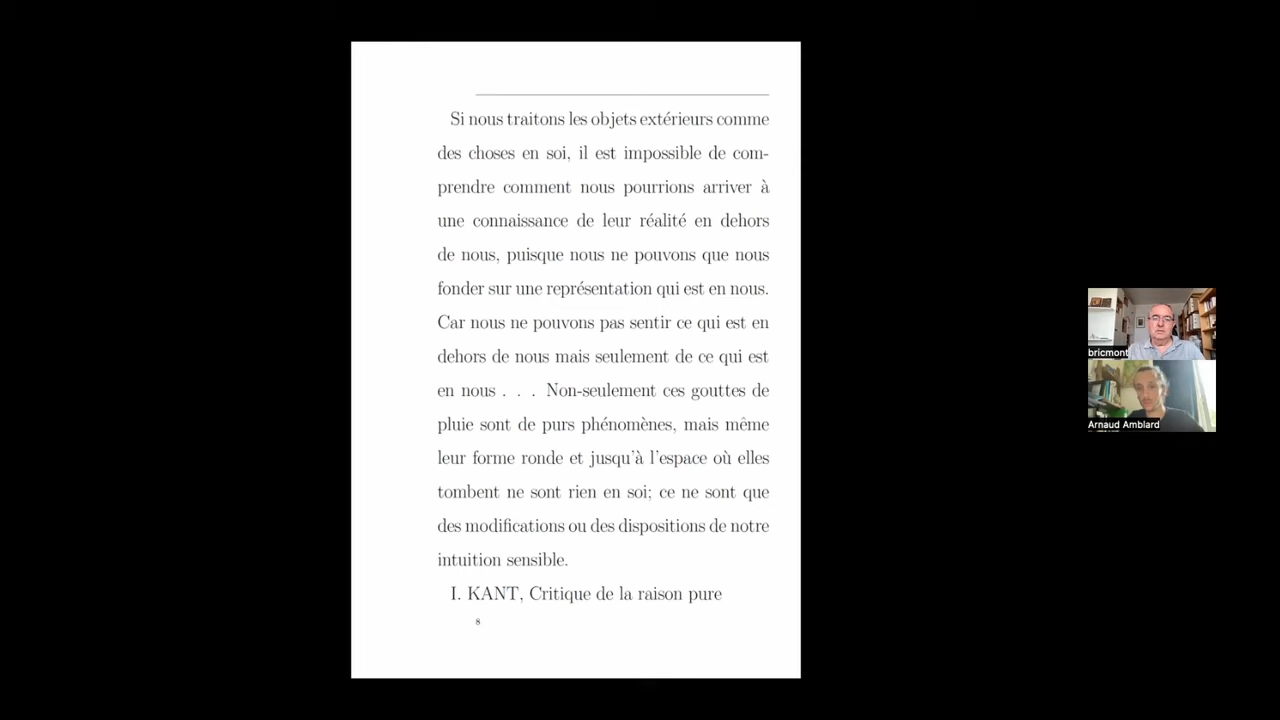 Si nous traitons les objets extérieurs comme
des choses en soi, il est impossible de com-
prendre comment nous pourrions arriver à
une connaissance de leur réalité en dehors
de nous, puisque nous ne pouvons que nous
fonder sur une représentation qui est en nous.
Car nous ne pouvons pas sentir ce qui est en
dehors de nous mais seulement de ce qui est
en nous . . . Non-seulement ces gouttes de
pluie sont de purs phénomènes, mais même
leur forme ronde et jusqu'à l'espace où elles
tombent ne sont rien en soi; ce ne sont que
des modifications ou des dispositions de notre
intuition sensible.
I. KANT, Critique de la raison pure
8
bricmont
Arnaud Amblard